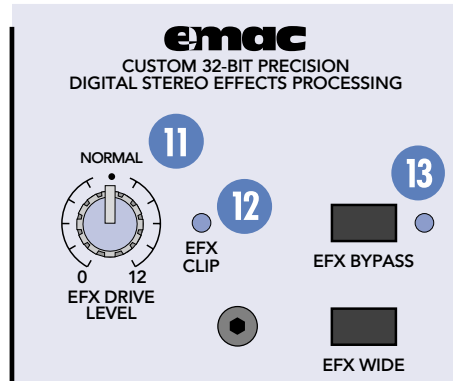 emac
CUSTOM 32-BIT PRECISION
DIGITAL STEREO EFFECTS PROCESSING
11
NORMAL
12
13
EFX
CLIP
EFX BYPASS
0 12
EFX DRIVE
LEVEL
EFX WIDE